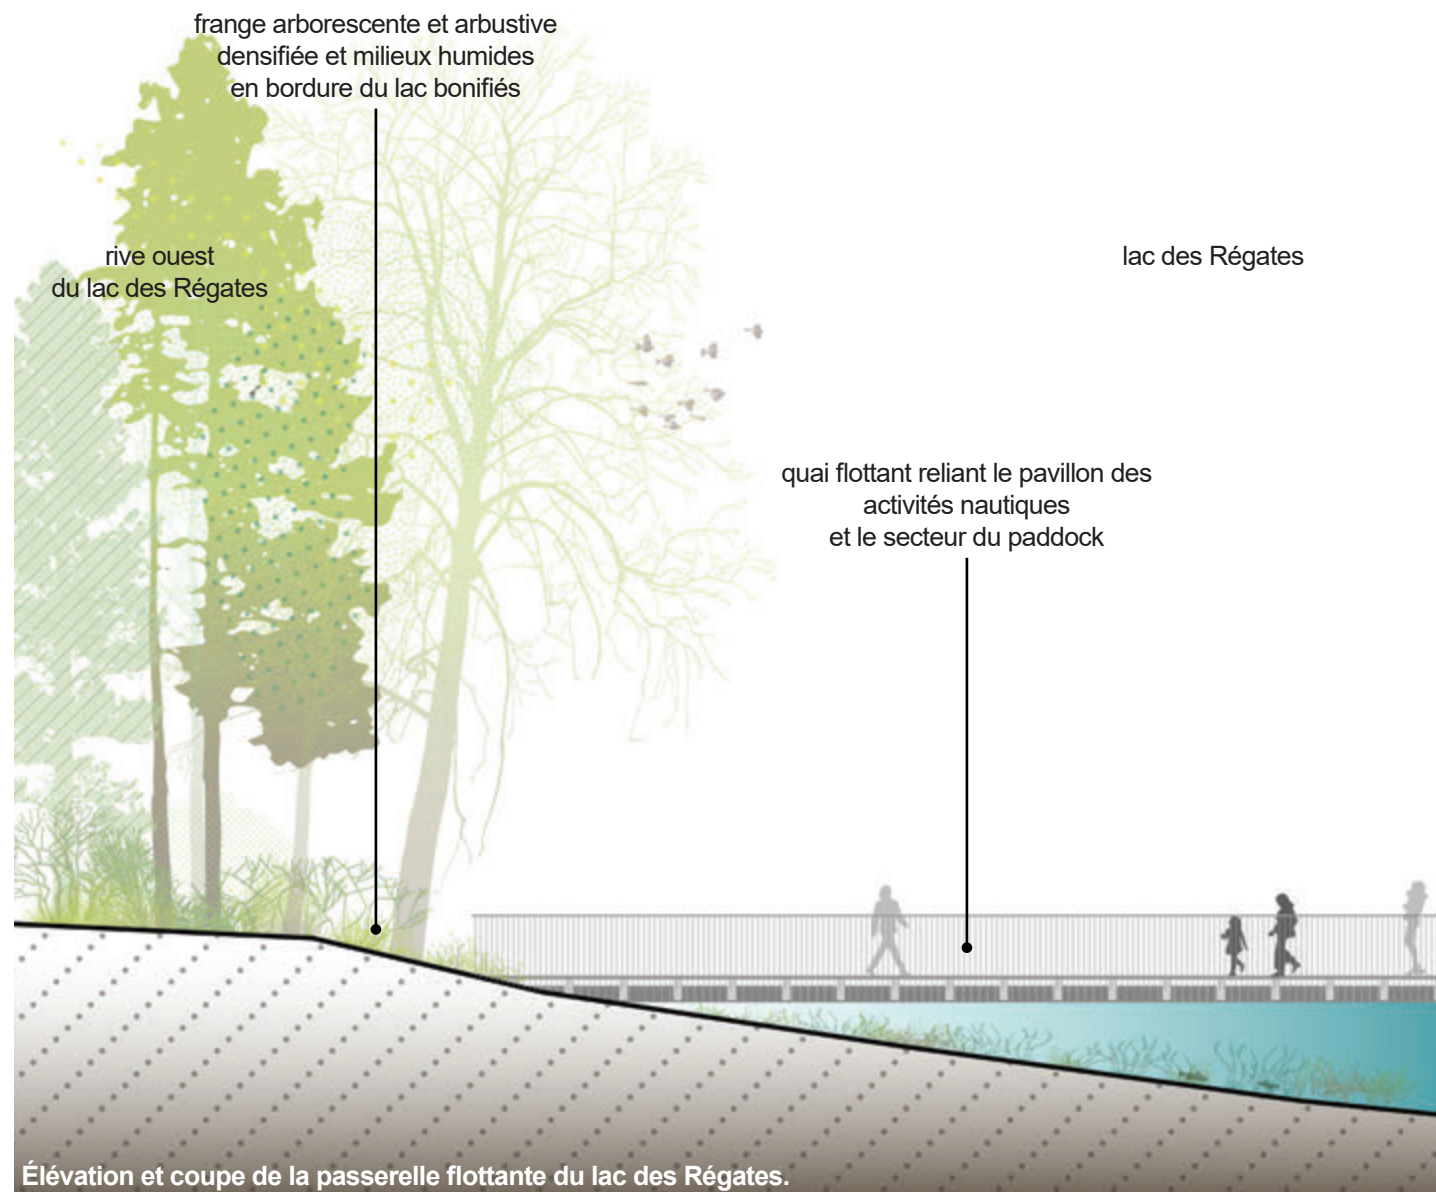 frange arborescente et arbustive
densifiée et milieux humides
en bordure du lac bonifiés
rive ouest
du lac des Régates
lac des Régates
quai flottant reliant le pavillon des
activités nautiques
et le secteur du paddock
Élévation et coupe de la passerelle flottante du lac des Régates.